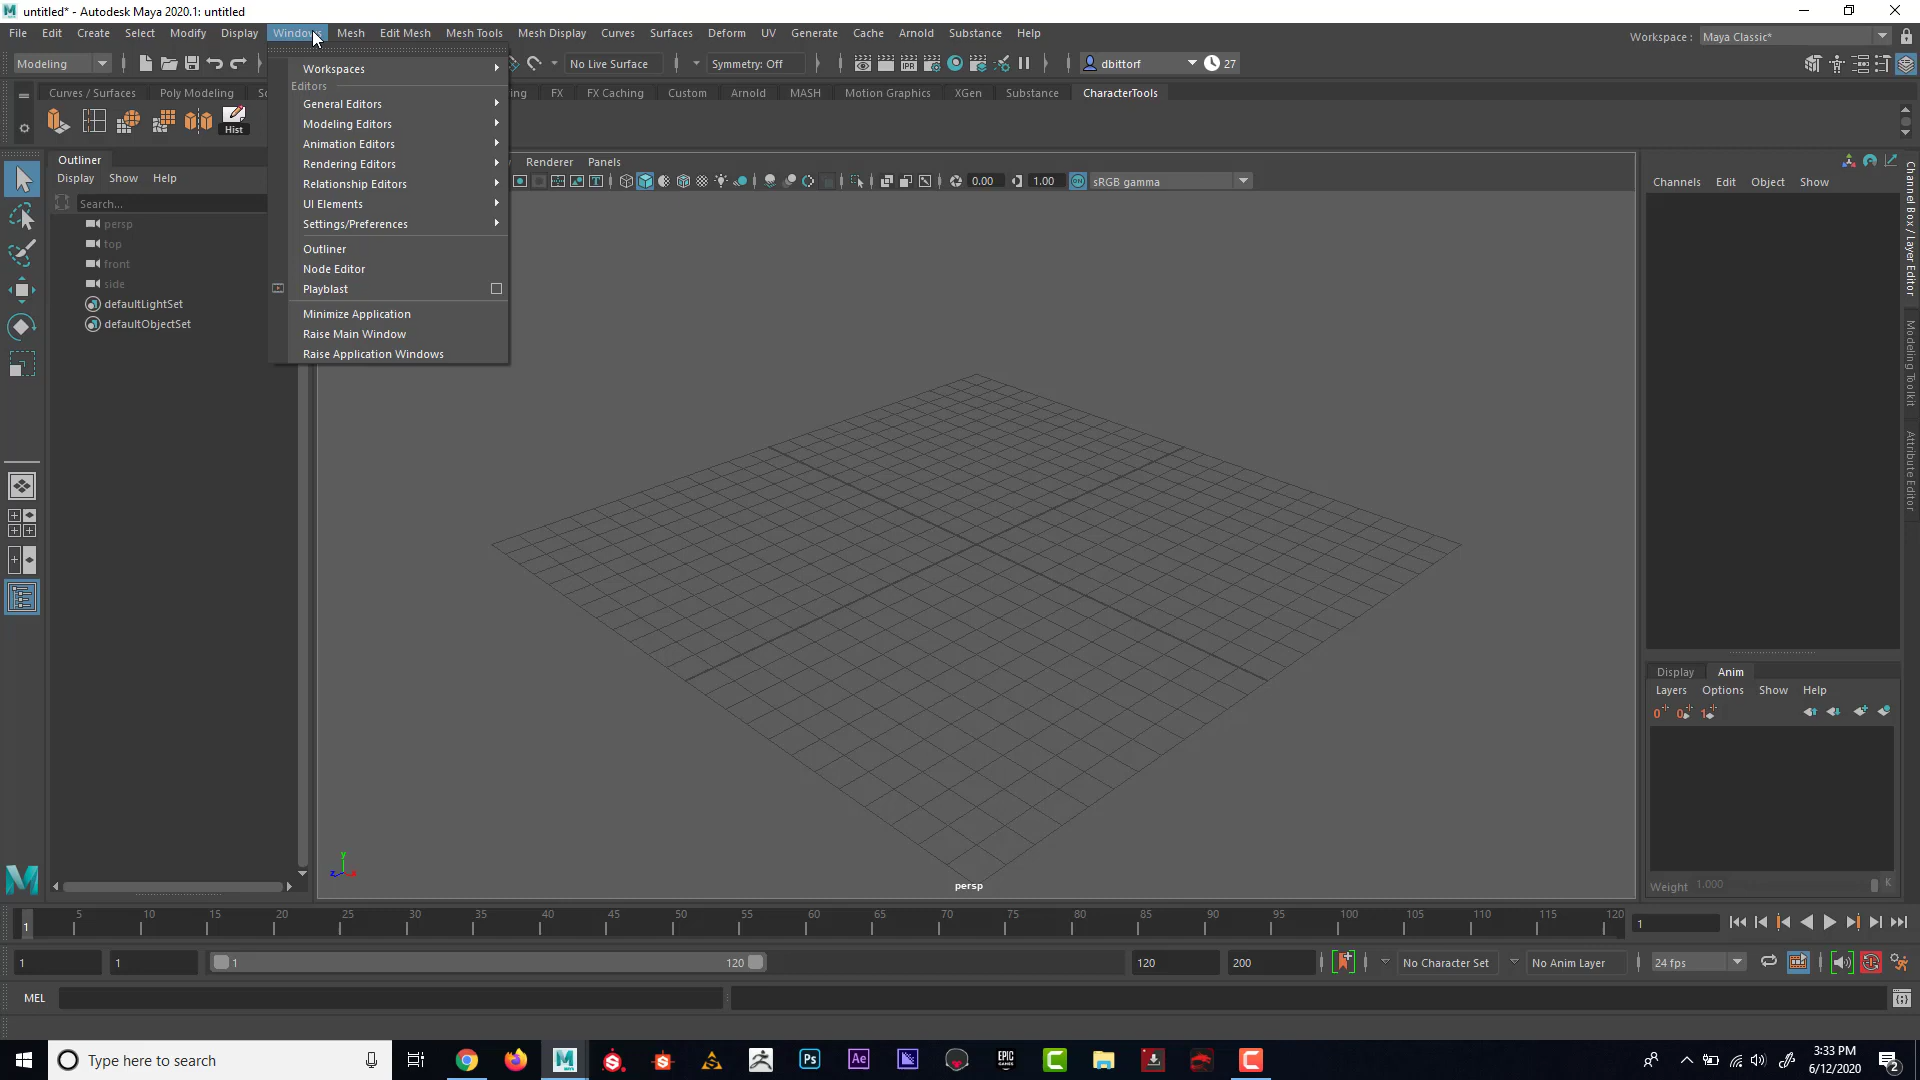 untitled* - Autodesk Maya 2020.1: untitled
File Edit Create Select Modify Display Windows Mesh Edit Mesh Mesh Tools Mesh Display Curves Surfaces Deform UV Generate Cache Arnold Substance Help
Workspace : Maya Classic*
Modeling No Live Surface Symmetry: Off dbittorf 27
Curves / Surfaces Poly Modeling FX FX Caching Custom Arnold MASH Motion Graphics XGen Substance CharacterTools
Hist
Workspaces
Editors
General Editors
Modeling Editors
Animation Editors
Rendering Editors
Relationship Editors
UI Elements
Settings/Preferences
Outliner
Node Editor
Playblast
Minimize Application
Raise Main Window
Raise Application Windows
Outliner
Display Show Help
Search...
persp
top
front
side
defaultLightSet
defaultObjectSet
Renderer Panels
IPR
0.00 1.00 ON sRGB gamma
persp
y
z
x
Channels Edit Object Show
Channel Box / Layer Editor
Modeling Toolkit
Attribute Editor
Display Anim
Layers Options Show Help
Weight 1.000 K
1 5 10 15 20 25 30 35 40 45 50 55 60 65 70 75 80 85 90 95 100 105 110 115 120 1
1 1 1 120 120 200 No Character Set No Anim Layer 24 fps
MEL
Type here to search
Ps Ae EPIC GAMES
3:33 PM
6/12/2020
2